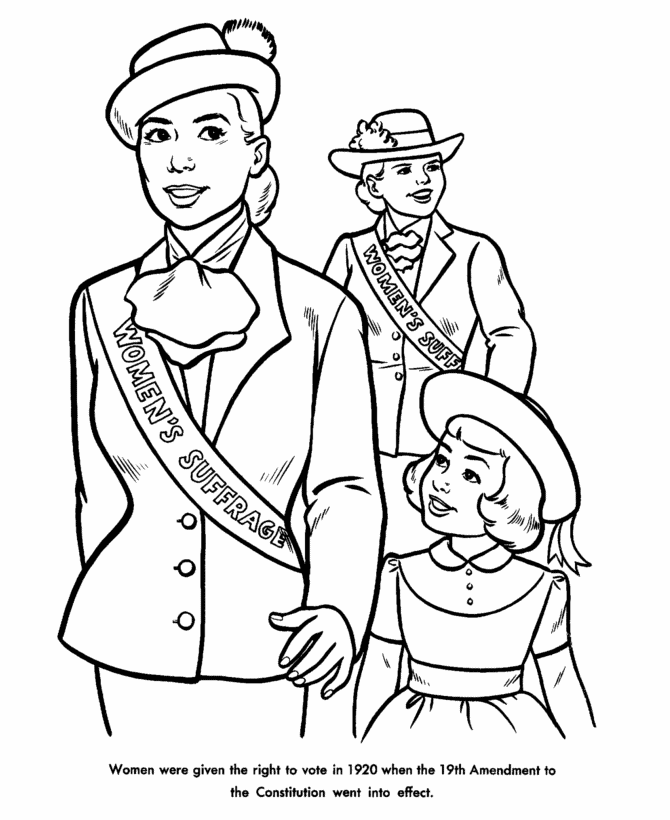 WOMEN'S SUFFRAGE
WOMEN'S SUFF
Women were given the right to vote in 1920 when the 19th Amendment to
the Constitution went into effect.